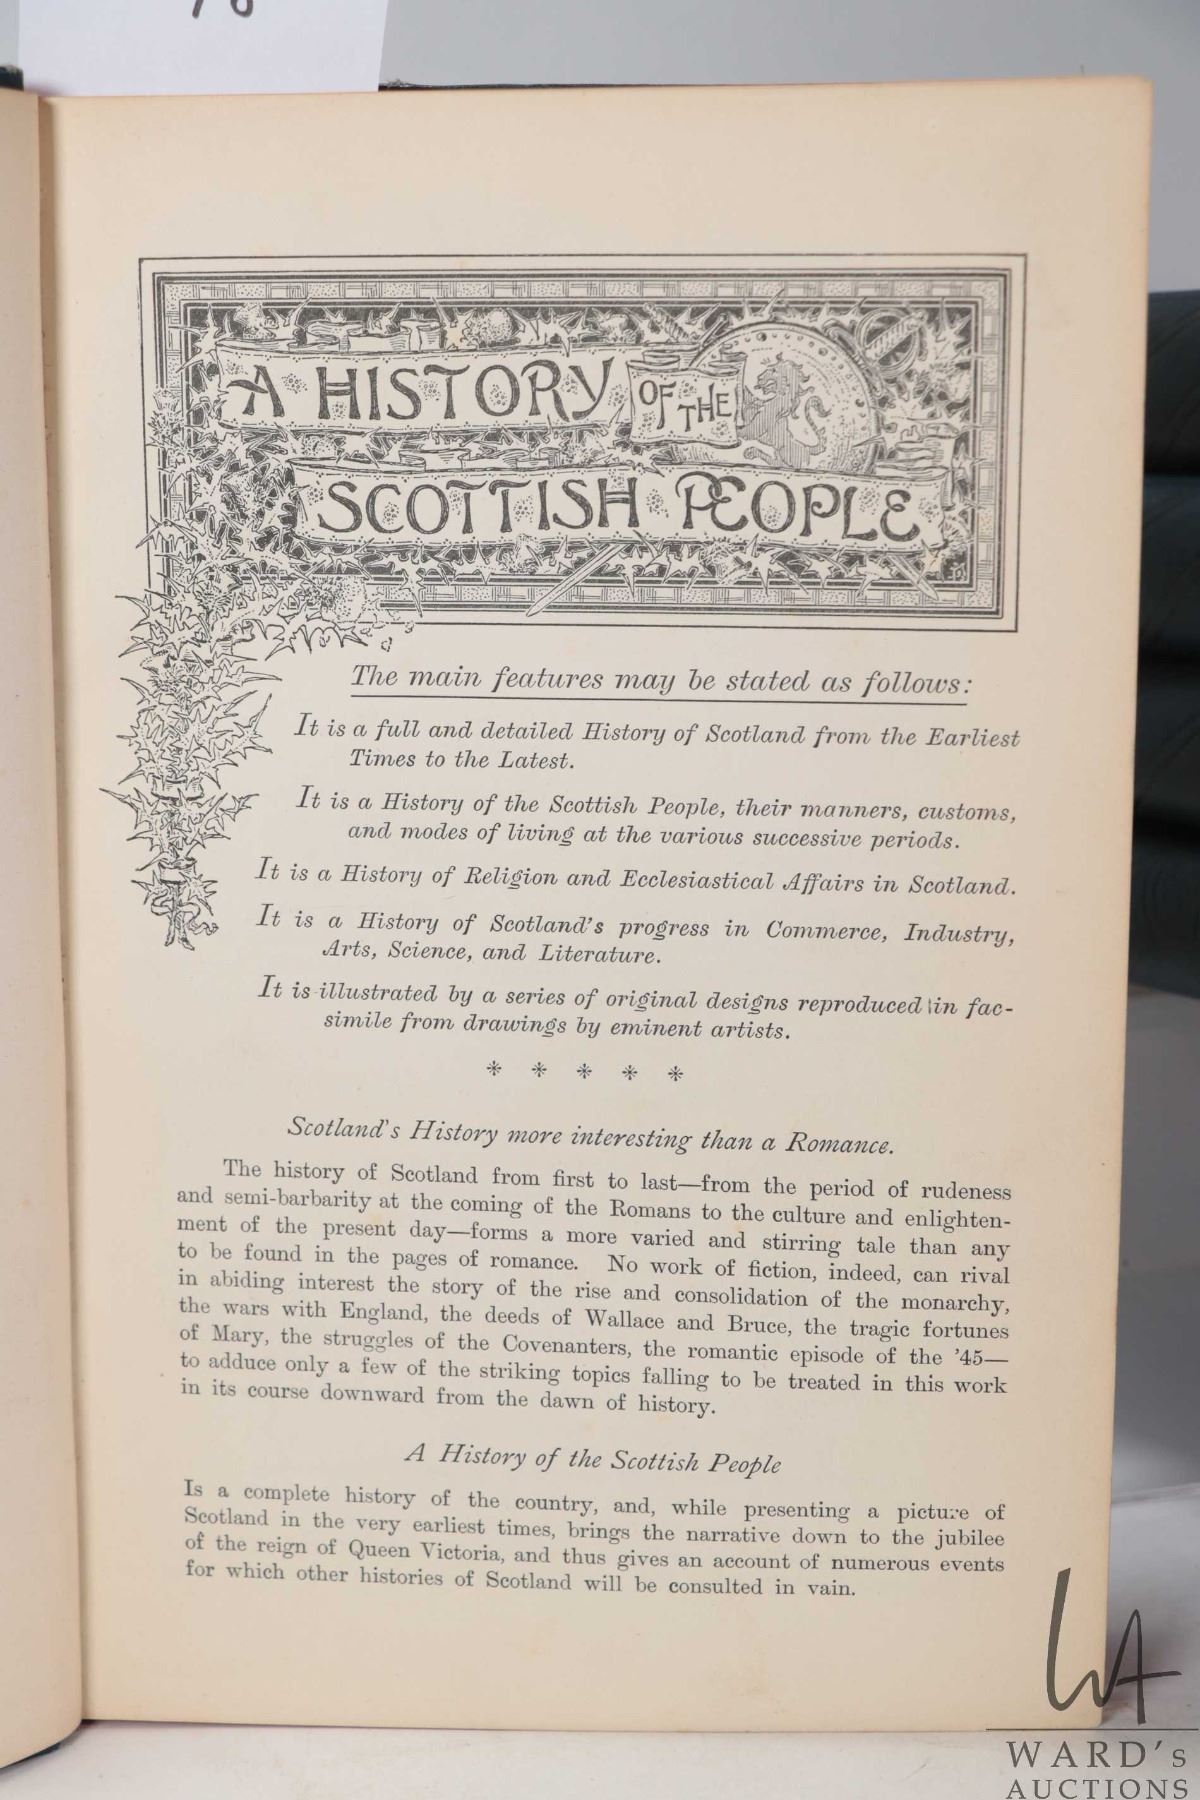 A HISTORY OF THE
SCOTTISH PEOPLE
The main features may be stated as follows:
It is a full and detailed History of Scotland from the Earliest
Times to the Latest.
It is a History of the Scottish People, their manners, customs,
and modes of living at the various successive periods.
It is a History of Religion and Ecclesiastical Affairs in Scotland.
It is a History of Scotland's progress in Commerce, Industry,
Arts, Science, and Literature.
It is illustrated by a series of original designs reproduced in fac-
simile from drawings by eminent artists.
* * * * *
Scotland's History more interesting than a Romance.
The history of Scotland from first to last—from the period of rudeness
and semi-barbarity at the coming of the Romans to the culture and enlighten-
ment of the present day—forms a more varied and stirring tale than any
to be found in the pages of romance. No work of fiction, indeed, can rival
in abiding interest the story of the rise and consolidation of the monarchy,
the wars with England, the deeds of Wallace and Bruce, the tragic fortunes
of Mary, the struggles of the Covenanters, the romantic episode of the '45—
to adduce only a few of the striking topics falling to be treated in this work
in its course downward from the dawn of history.
A History of the Scottish People
Is a complete history of the country, and, while presenting a picture of
Scotland in the very earliest times, brings the narrative down to the jubilee
of the reign of Queen Victoria, and thus gives an account of numerous events
for which other histories of Scotland will be consulted in vain.
WA
WARD's
AUCTIONS